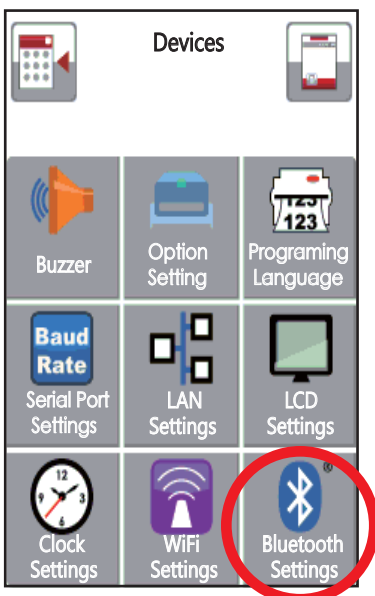 Devices
Buzzer
Option
Setting
123
123
Programing
Language
Baud
Rate
Serial Port
Settings
LAN
Settings
LCD
Settings
12
9
3
6
Clock
Settings
WiFi
Settings
®
Bluetooth
Settings